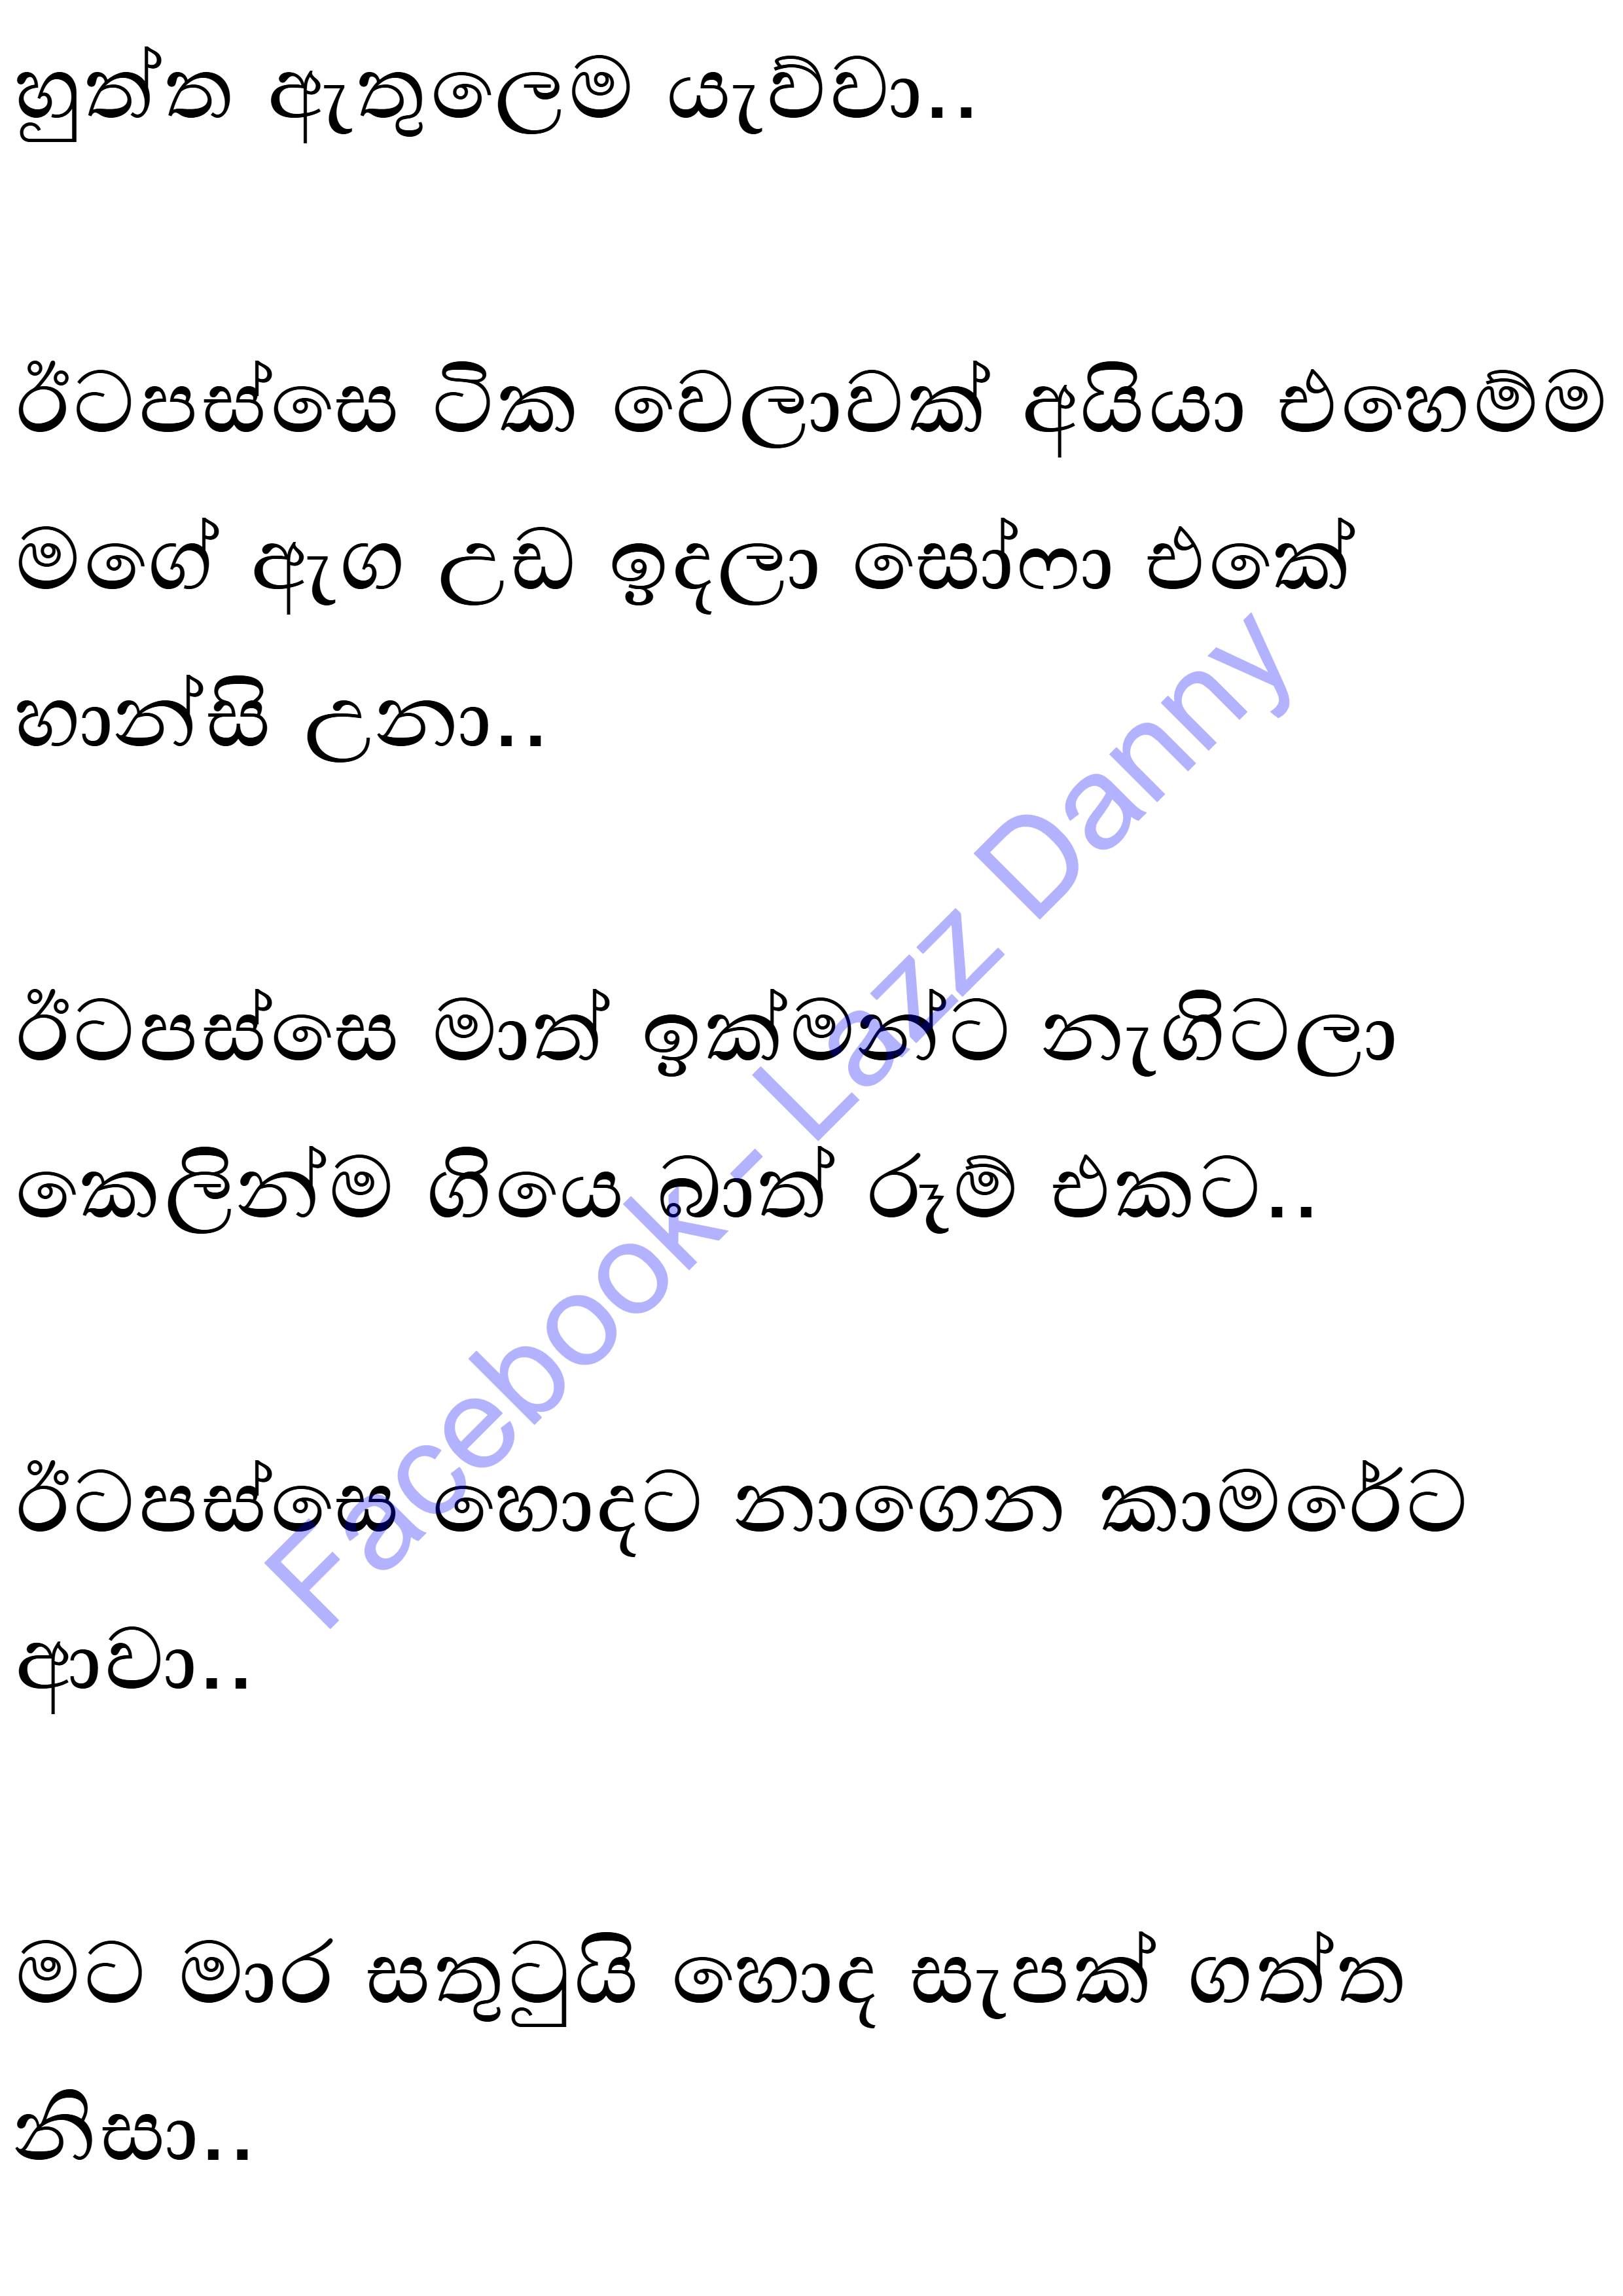 හුත්ත ඇතුලෙම යැව්වා..
ඊටපස්සෙ ටික වෙලාවක් අයියා එහෙම්ම
මගේ ඇග උඩ ඉදලා සෝෆා එකේ
හාන්සි උනා..
ඊටපස්සෙ මාත් ඉක්මන්ට නැගිටලා
කෙලින්ම ගියෙ බාත් රූම් එකට..
ඊටපස්සෙ හොදට නාගෙන කාමරේට
ආවා..
මට මාර සතුටුයි හොද සැපක් ගත්ත
නිසා..
Facebook - Lazz Danny